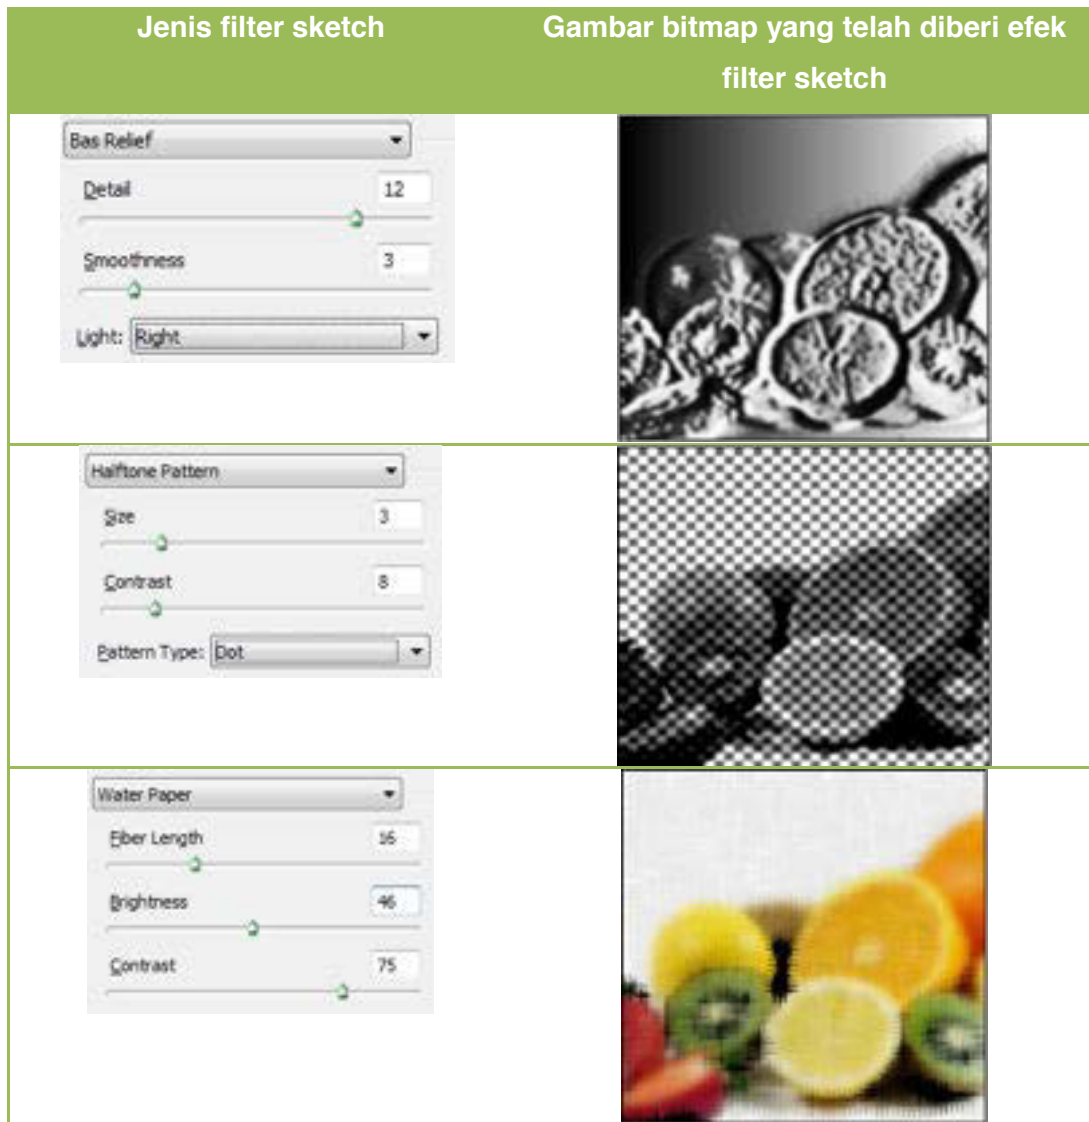 Jenis filter sketch
Gambar bitmap yang telah diberi efek
filter sketch
Bas Relief
Detail 12
Smoothness 3
Light: Right
Halftone Pattern
Size 3
Contrast 8
Pattern Type: Dot
Water Paper
Fiber Length 16
Brightness 46
Contrast 75